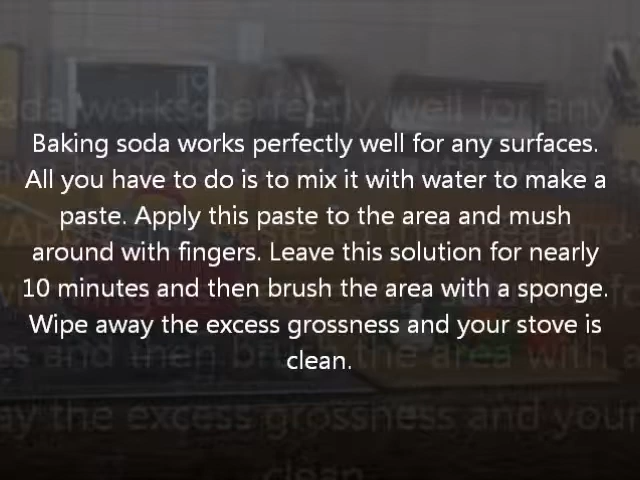 Baking soda works perfectly well for any surfaces.
All you have to do is to mix it with water to make a
paste. Apply this paste to the area and mush
around with fingers. Leave this solution for nearly
10 minutes and then brush the area with a sponge.
Wipe away the excess grossness and your stove is
clean.